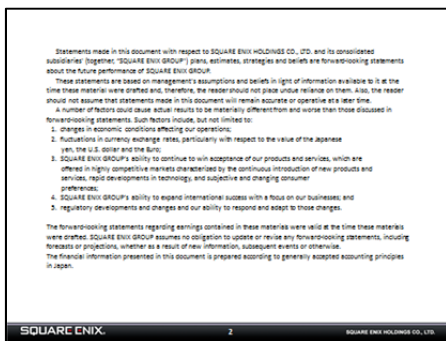 Statements made in this document with respect to SQUARE ENIX HOLDINGS CO., LTD. and its consolidated
subsidiaries' (together, "SQUARE ENIX GROUP") plans, estimates, strategies and beliefs are forward-looking statements
about the future performance of SQUARE ENIX GROUP.
These statements are based on management's assumptions and beliefs in light of information available to it at the
time these material were drafted and, therefore, the reader should not place undue reliance on them. Also, the reader
should not assume that statements made in this document will remain accurate or operative at a later time.
A number of factors could cause actual results to be materially different from and worse than those discussed in
forward-looking statements. Such factors include, but not limited to:
1. changes in economic conditions affecting our operations;
2. fluctuations in currency exchange rates, particularly with respect to the value of the Japanese
yen, the U.S. dollar and the Euro;
3. SQUARE ENIX GROUP's ability to continue to win acceptance of our products and services, which are
offered in highly competitive markets characterized by the continuous introduction of new products and
services, rapid developments in technology, and subjective and changing consumer
preferences;
4. SQUARE ENIX GROUP's ability to expand international success with a focus on our businesses; and
5. regulatory developments and changes and our ability to respond and adapt to those changes.
The forward-looking statements regarding earnings contained in these materials were valid at the time these materials
were drafted. SQUARE ENIX GROUP assumes no obligation to update or revise any forward-looking statements, including
forecasts or projections, whether as a result of new information, subsequent events or otherwise.
The financial information presented in this document is prepared according to generally accepted accounting principles
in Japan.
SQUARE ENIX. 2 SQUARE ENIX HOLDINGS CO., LTD.